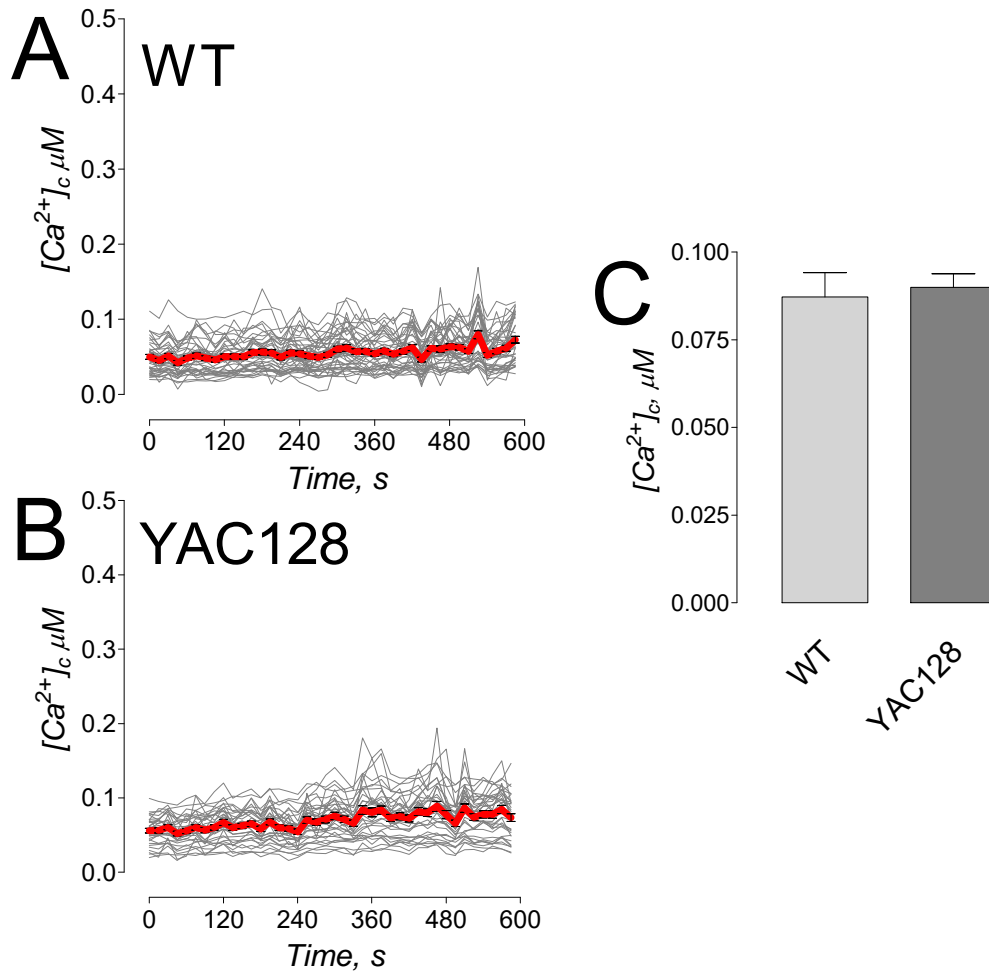 A
WT
0.5
0.4
0.3
0.2
0.1
0.0
[Ca2+]c μM
0 120 240 360 480 600
Time, s
B
YAC128
0.5
0.4
0.3
0.2
0.1
0.0
[Ca2+]c μM
0 120 240 360 480 600
Time, s
C
0.100
0.075
0.050
0.025
0.000
[Ca2+]c, μM
WT
YAC128